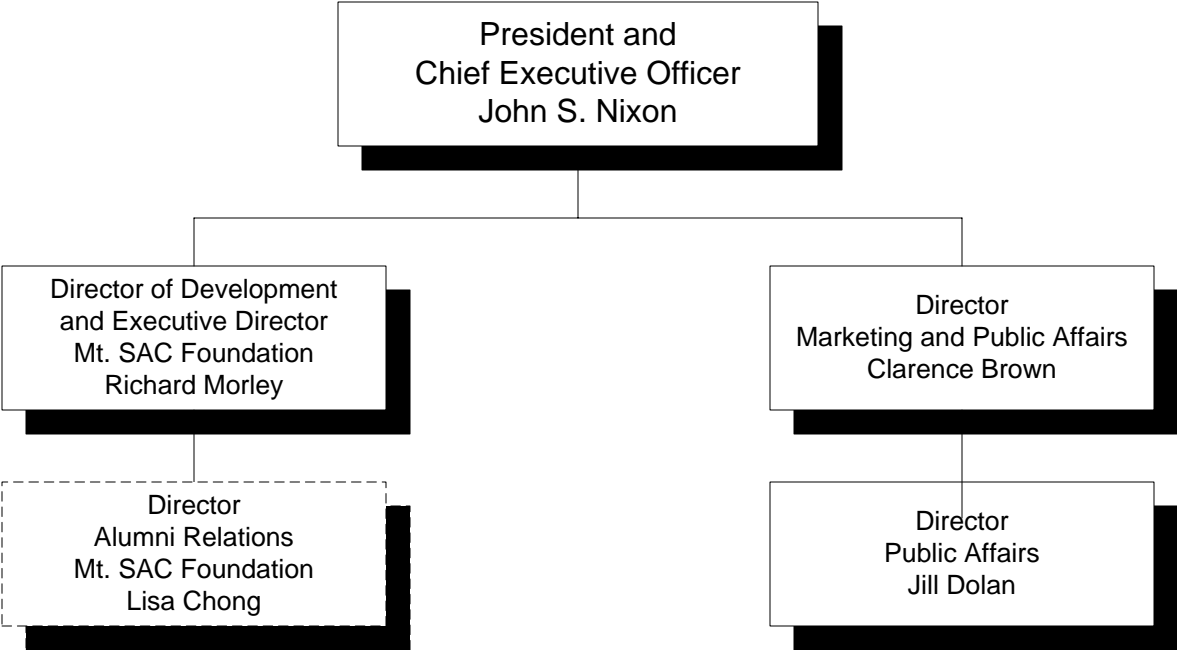 President and
Chief Executive Officer
John S. Nixon
Director of Development
and Executive Director
Mt. SAC Foundation
Richard Morley
Director
Marketing and Public Affairs
Clarence Brown
Director
Alumni Relations
Mt. SAC Foundation
Lisa Chong
Director
Public Affairs
Jill Dolan